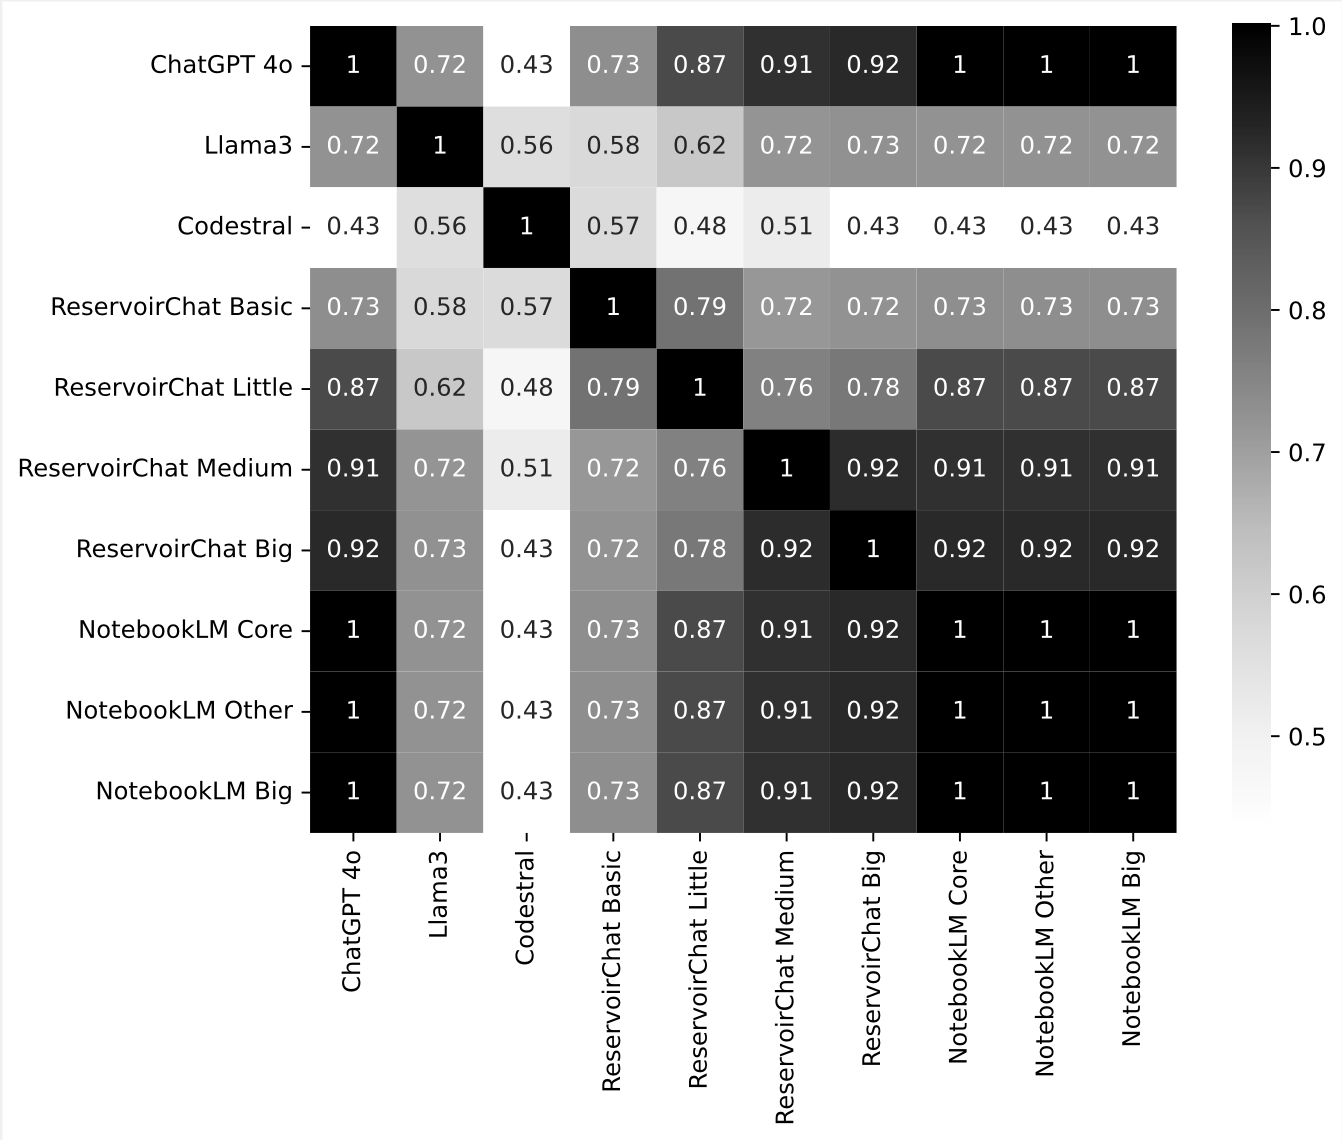 ChatGPT 4o 1 0.72 0.43 0.73 0.87 0.91 0.92 1 1 1
Llama3 0.72 1 0.56 0.58 0.62 0.72 0.73 0.72 0.72 0.72
Codestral 0.43 0.56 1 0.57 0.48 0.51 0.43 0.43 0.43 0.43
ReservoirChat Basic 0.73 0.58 0.57 1 0.79 0.72 0.72 0.73 0.73 0.73
ReservoirChat Little 0.87 0.62 0.48 0.79 1 0.76 0.78 0.87 0.87 0.87
ReservoirChat Medium 0.91 0.72 0.51 0.72 0.76 1 0.92 0.91 0.91 0.91
ReservoirChat Big 0.92 0.73 0.43 0.72 0.78 0.92 1 0.92 0.92 0.92
NotebookLM Core 1 0.72 0.43 0.73 0.87 0.91 0.92 1 1 1
NotebookLM Other 1 0.72 0.43 0.73 0.87 0.91 0.92 1 1 1
NotebookLM Big 1 0.72 0.43 0.73 0.87 0.91 0.92 1 1 1
ChatGPT 4o
Llama3
Codestral
ReservoirChat Basic
ReservoirChat Little
ReservoirChat Medium
ReservoirChat Big
NotebookLM Core
NotebookLM Other
NotebookLM Big
1.0
0.9
0.8
0.7
0.6
0.5